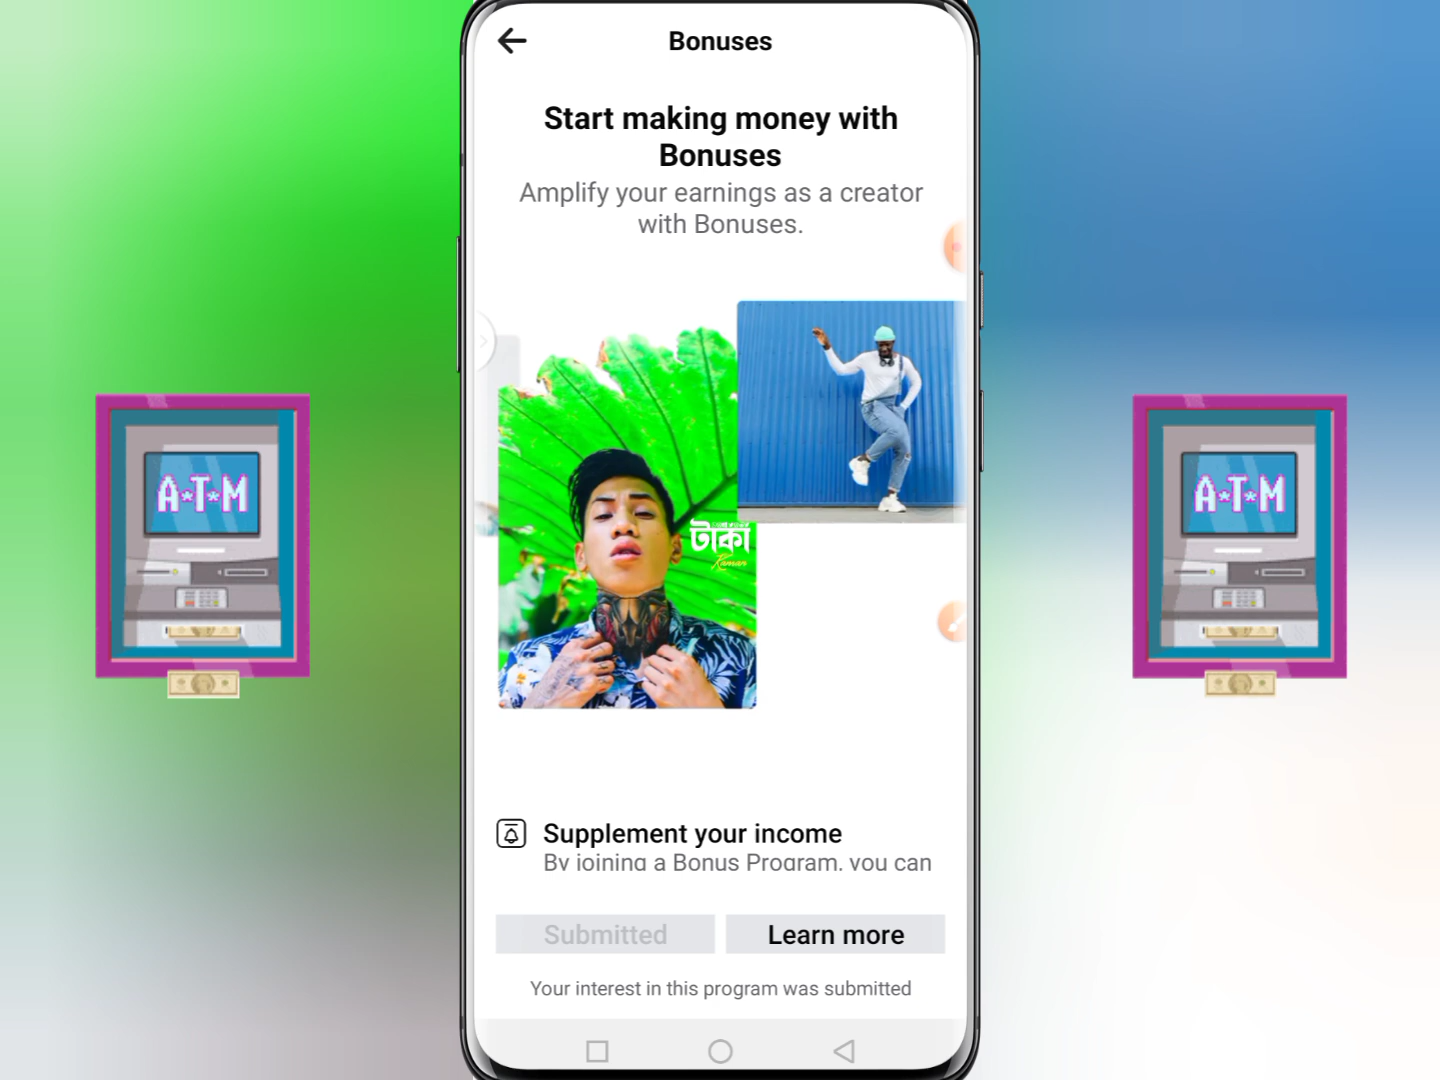 Bonuses
Start making money with
Bonuses
Amplify your earnings as a creator
with Bonuses.
টাকা
Kaman
A*T*M
A*T*M
Supplement your income
By joining a Bonus Program, you can
Submitted
Learn more
Your interest in this program was submitted